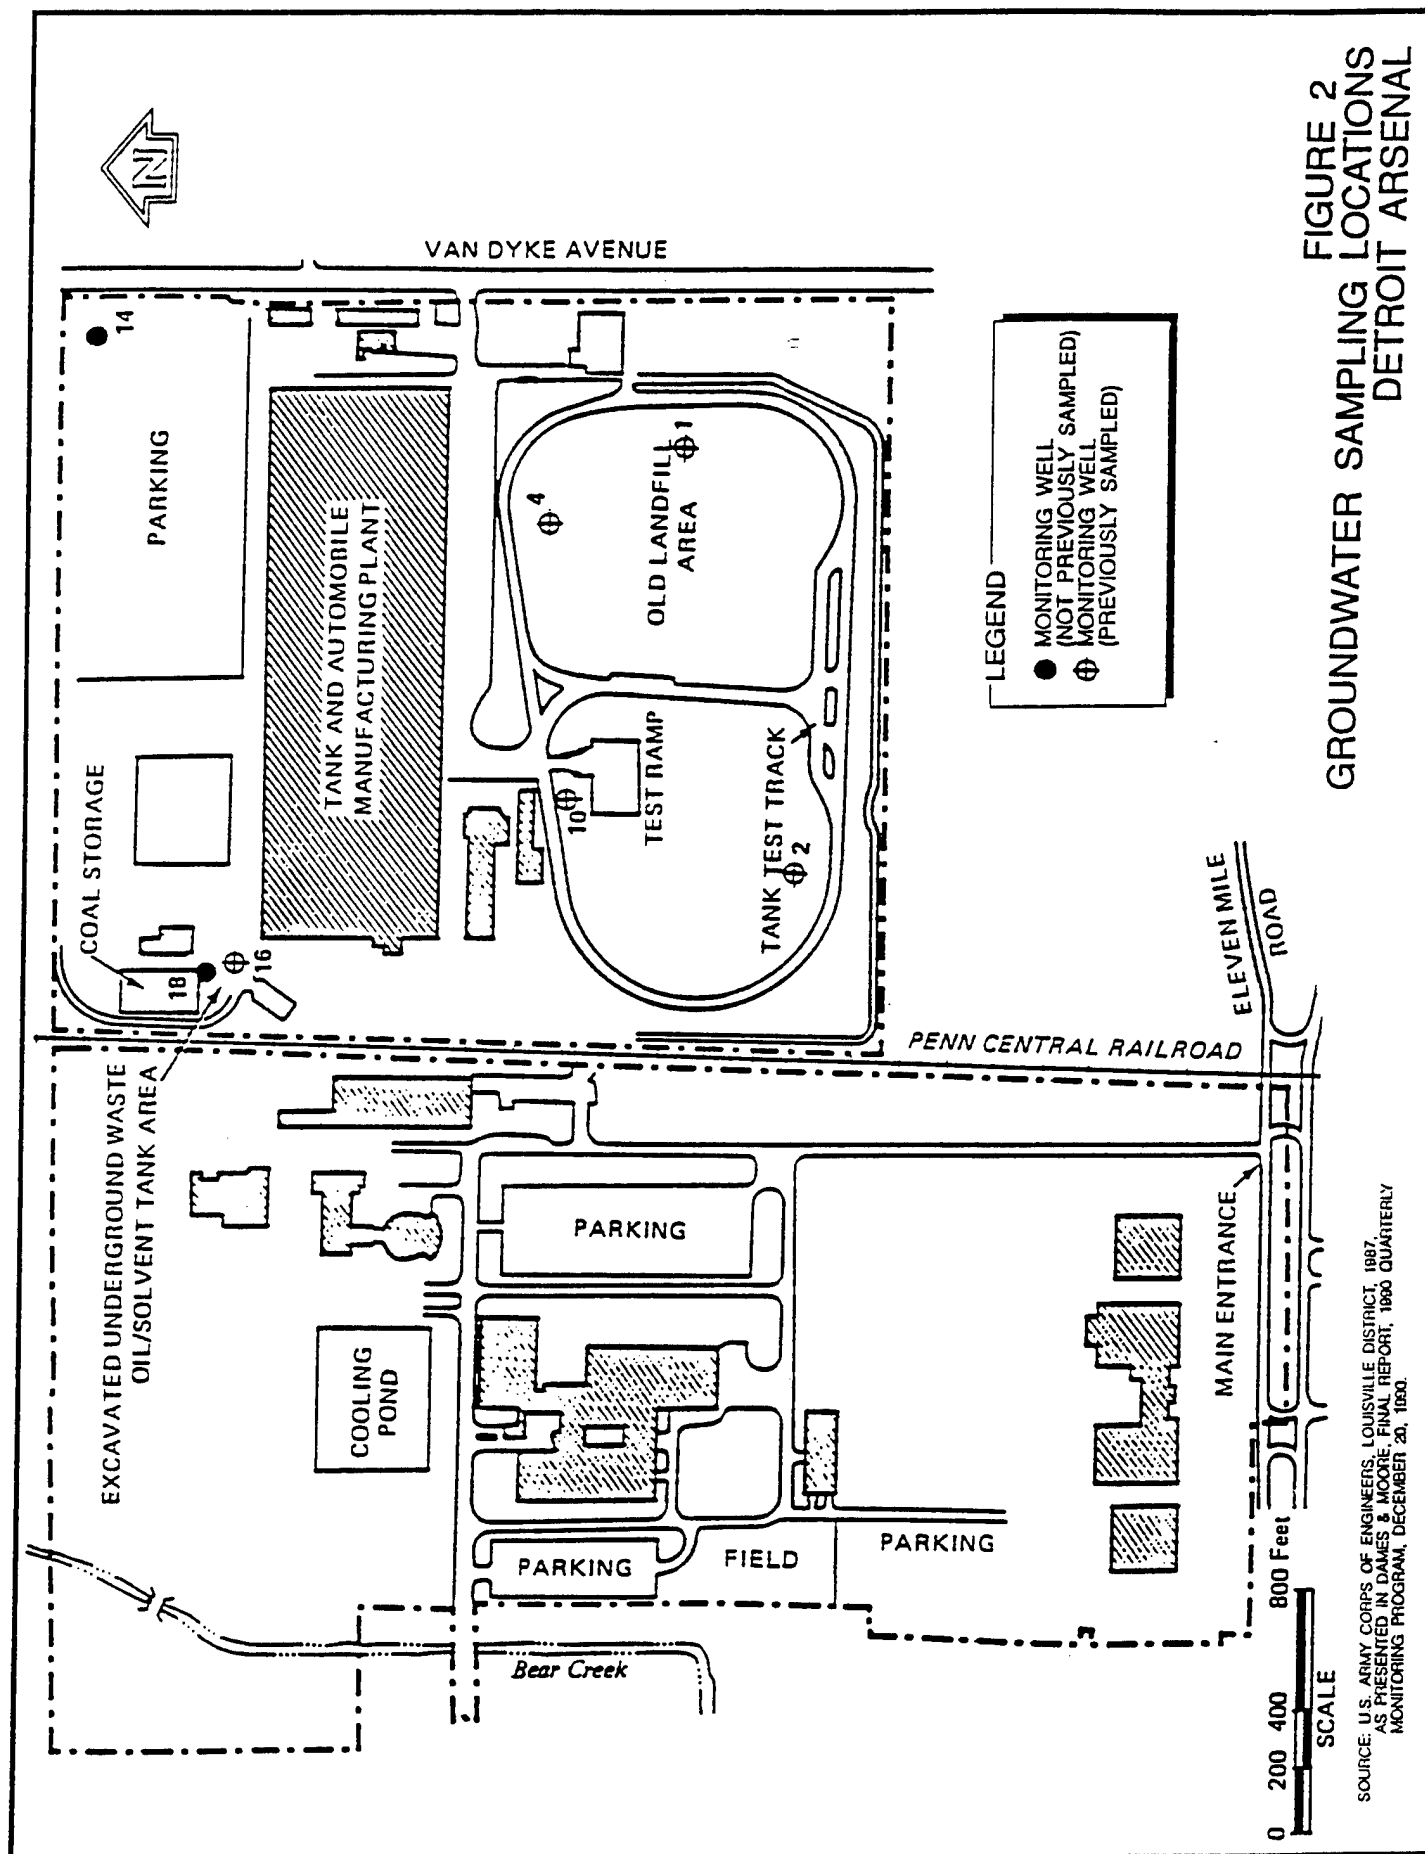 N
VAN DYKE AVENUE
14
PARKING
TANK AND AUTOMOBILE
MANUFACTURING PLANT
4
1
OLD LANDFILL
AREA
COAL STORAGE
18
16
10
TEST RAMP
TANK TEST TRACK
2
EXCAVATED UNDERGROUND WASTE
OIL/SOLVENT TANK AREA
PENN CENTRAL RAILROAD
ELEVEN MILE
ROAD
PARKING
COOLING
POND
MAIN ENTRANCE
PARKING
FIELD
PARKING
Bear Creek
LEGEND
MONITORING WELL
(NOT PREVIOUSLY SAMPLED)
MONITORING WELL
(PREVIOUSLY SAMPLED)
0 200 400 800 Feet
SCALE
SOURCE: U.S. ARMY CORPS OF ENGINEERS, LOUISVILLE DISTRICT, 1987,
AS PRESENTED IN DAMES & MOORE, FINAL REPORT, 1990 QUARTERLY
MONITORING PROGRAM, DECEMBER 20, 1990.
FIGURE 2
GROUNDWATER SAMPLING LOCATIONS
DETROIT ARSENAL